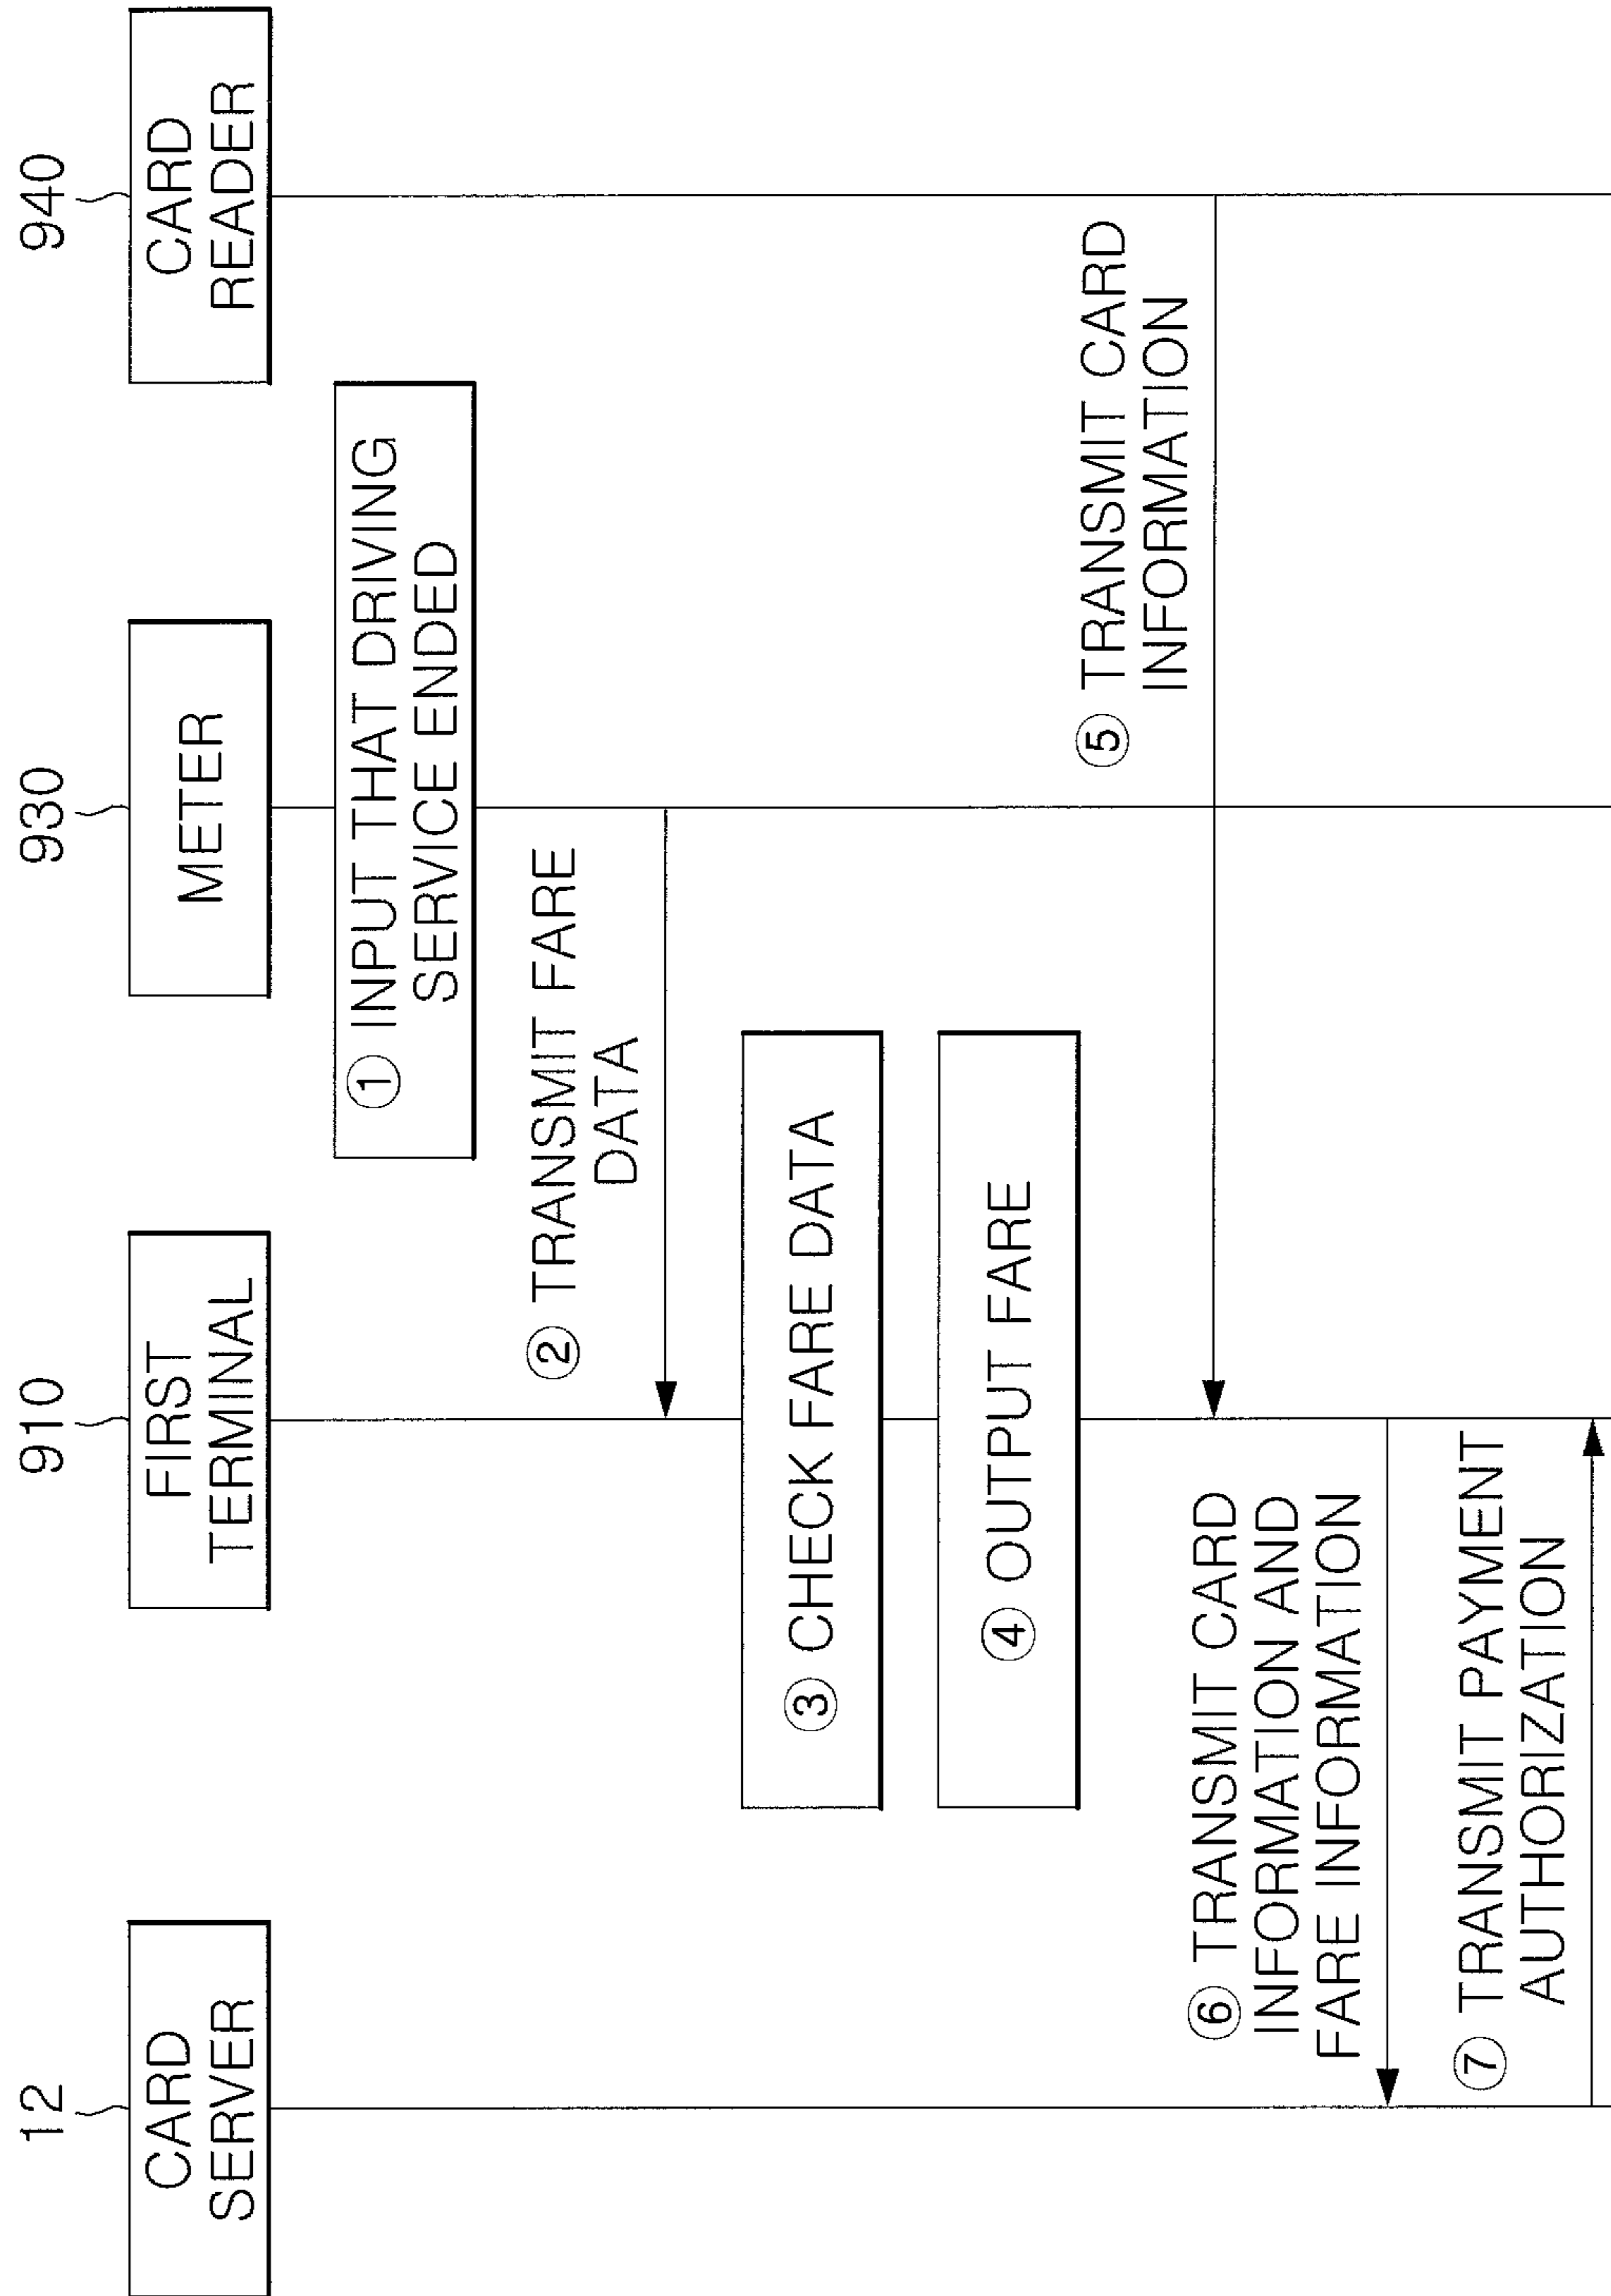 12
910
930
940
CARD
SERVER
FIRST
TERMINAL
METER
CARD
READER
① INPUT THAT DRIVING
SERVICE ENDED
② TRANSMIT FARE
DATA
③ CHECK FARE DATA
④ OUTPUT FARE
⑤ TRANSMIT CARD
INFORMATION
⑥ TRANSMIT CARD
INFORMATION AND
FARE INFORMATION
⑦ TRANSMIT PAYMENT
AUTHORIZATION